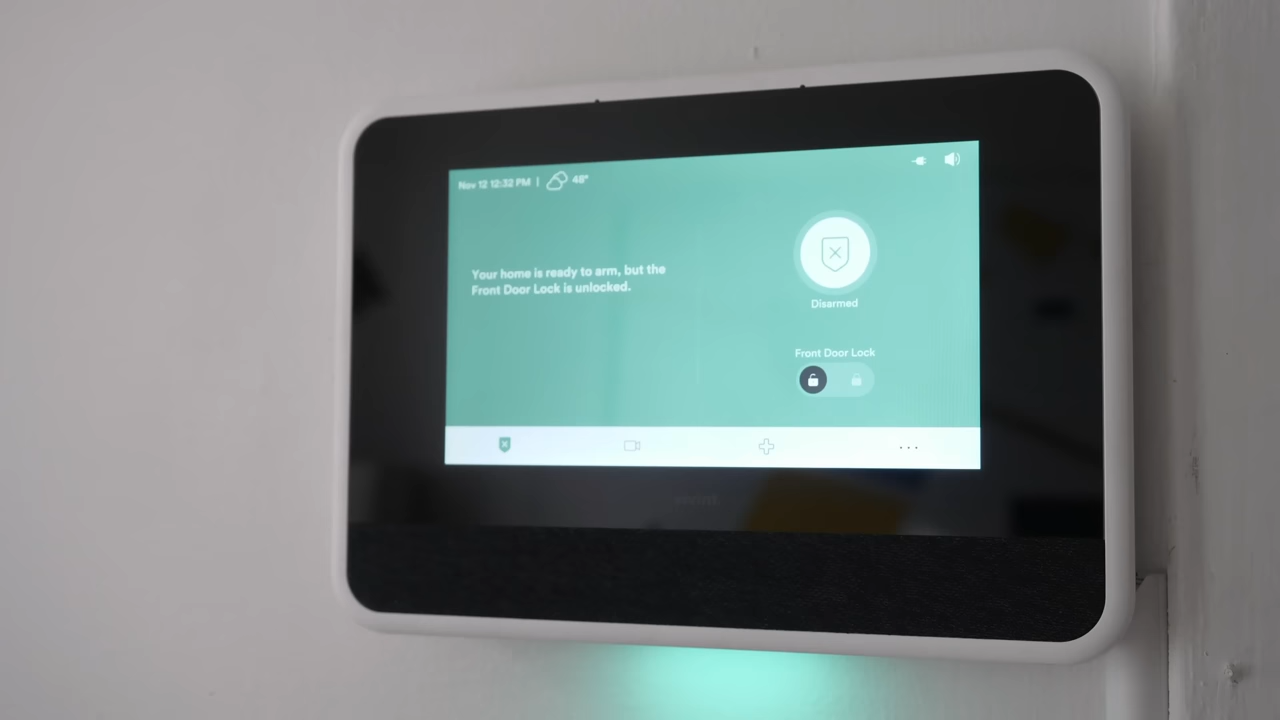 Nov 12 12:32 PM | 48°
Your home is ready to arm, but the
Front Door Lock is unlocked.
Disarmed
Front Door Lock